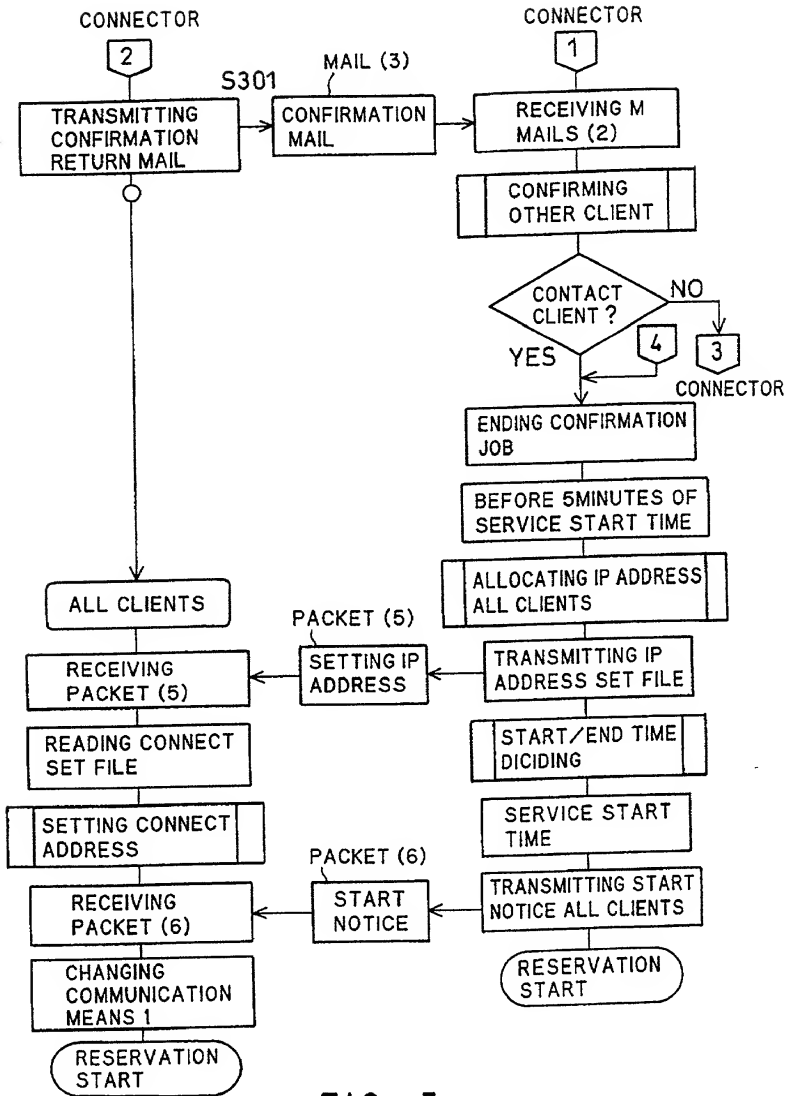 CONNECTOR
2
TRANSMITTING
CONFIRMATION
RETURN MAIL
S301
MAIL (3)
CONFIRMATION
MAIL
CONNECTOR
1
RECEIVING M
MAILS (2)
CONFIRMING
OTHER CLIENT
CONTACT
CLIENT ?
NO
YES
4
3
CONNECTOR
ENDING CONFIRMATION
JOB
BEFORE 5MINUTES OF
SERVICE START TIME
ALLOCATING IP ADDRESS
ALL CLIENTS
ALL CLIENTS
PACKET (5)
RECEIVING
PACKET (5)
SETTING IP
ADDRESS
TRANSMITTING IP
ADDRESS SET FILE
READING CONNECT
SET FILE
START/END TIME
DICIDING
SETTING CONNECT
ADDRESS
SERVICE START
TIME
PACKET (6)
RECEIVING
PACKET (6)
START
NOTICE
TRANSMITTING START
NOTICE ALL CLIENTS
CHANGING
COMMUNICATION
MEANS 1
RESERVATION
START
RESERVATION
START